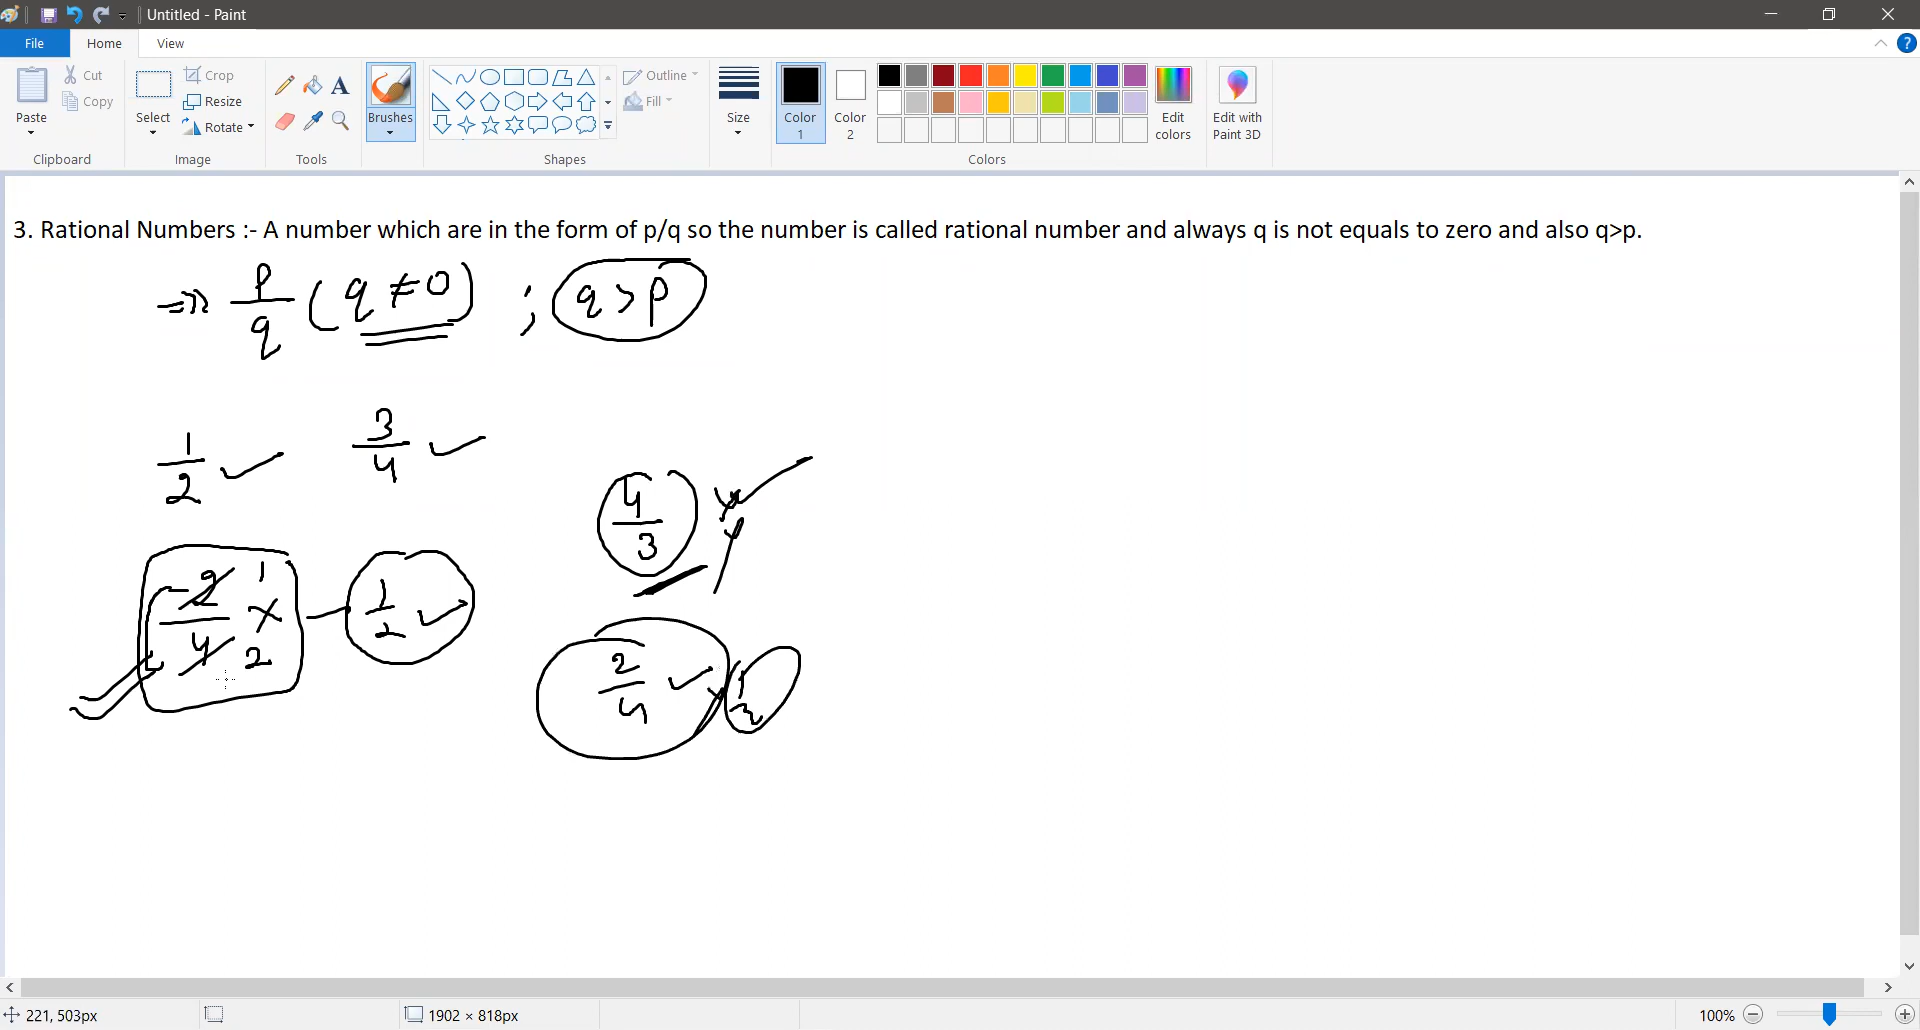 Untitled - Paint
File Home View
Cut
Copy
Paste
Clipboard
Crop
Resize
Rotate
Select
Image
Tools
Brushes
Outline
Fill
Shapes
Size
Color 1
Color 2
Edit colors
Edit with Paint 3D
Colors
3. Rational Numbers :- A number which are in the form of p/q so the number is called rational number and always q is not equals to zero and also q>p.
⇒ p/q (q ≠ 0) ; q > p
1/2 ✓ 3/4 ✓
4/3
2/4 1 × 2 – 1/2 ✓
2/4 ✓ 1/2
221, 503px 1902 × 818px 100%